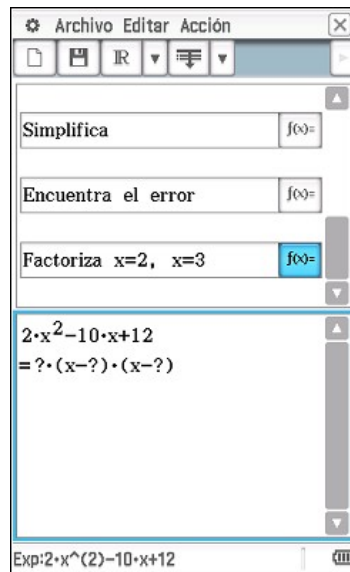 Archivo Editar Acción
ℝ
Simplifica f(x)=
Encuentra el error f(x)=
Factoriza x=2, x=3 f(x)=
2·x²-10·x+12
=?·(x-?)·(x-?)
Exp:2·x^(2)-10·x+12